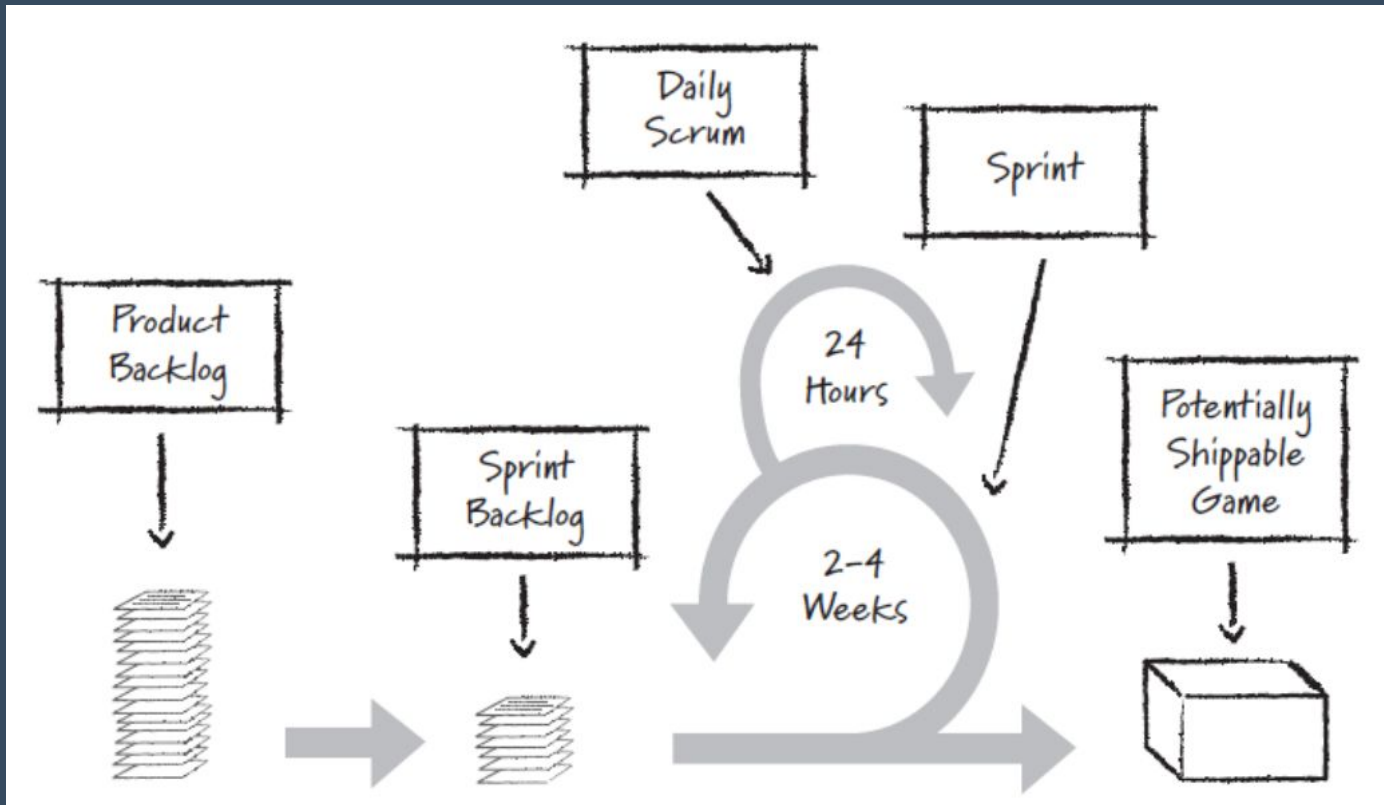 Daily
Scrum
Sprint
Product
Backlog
24
Hours
Potentially
Shippable
Game
Sprint
Backlog
2-4
Weeks